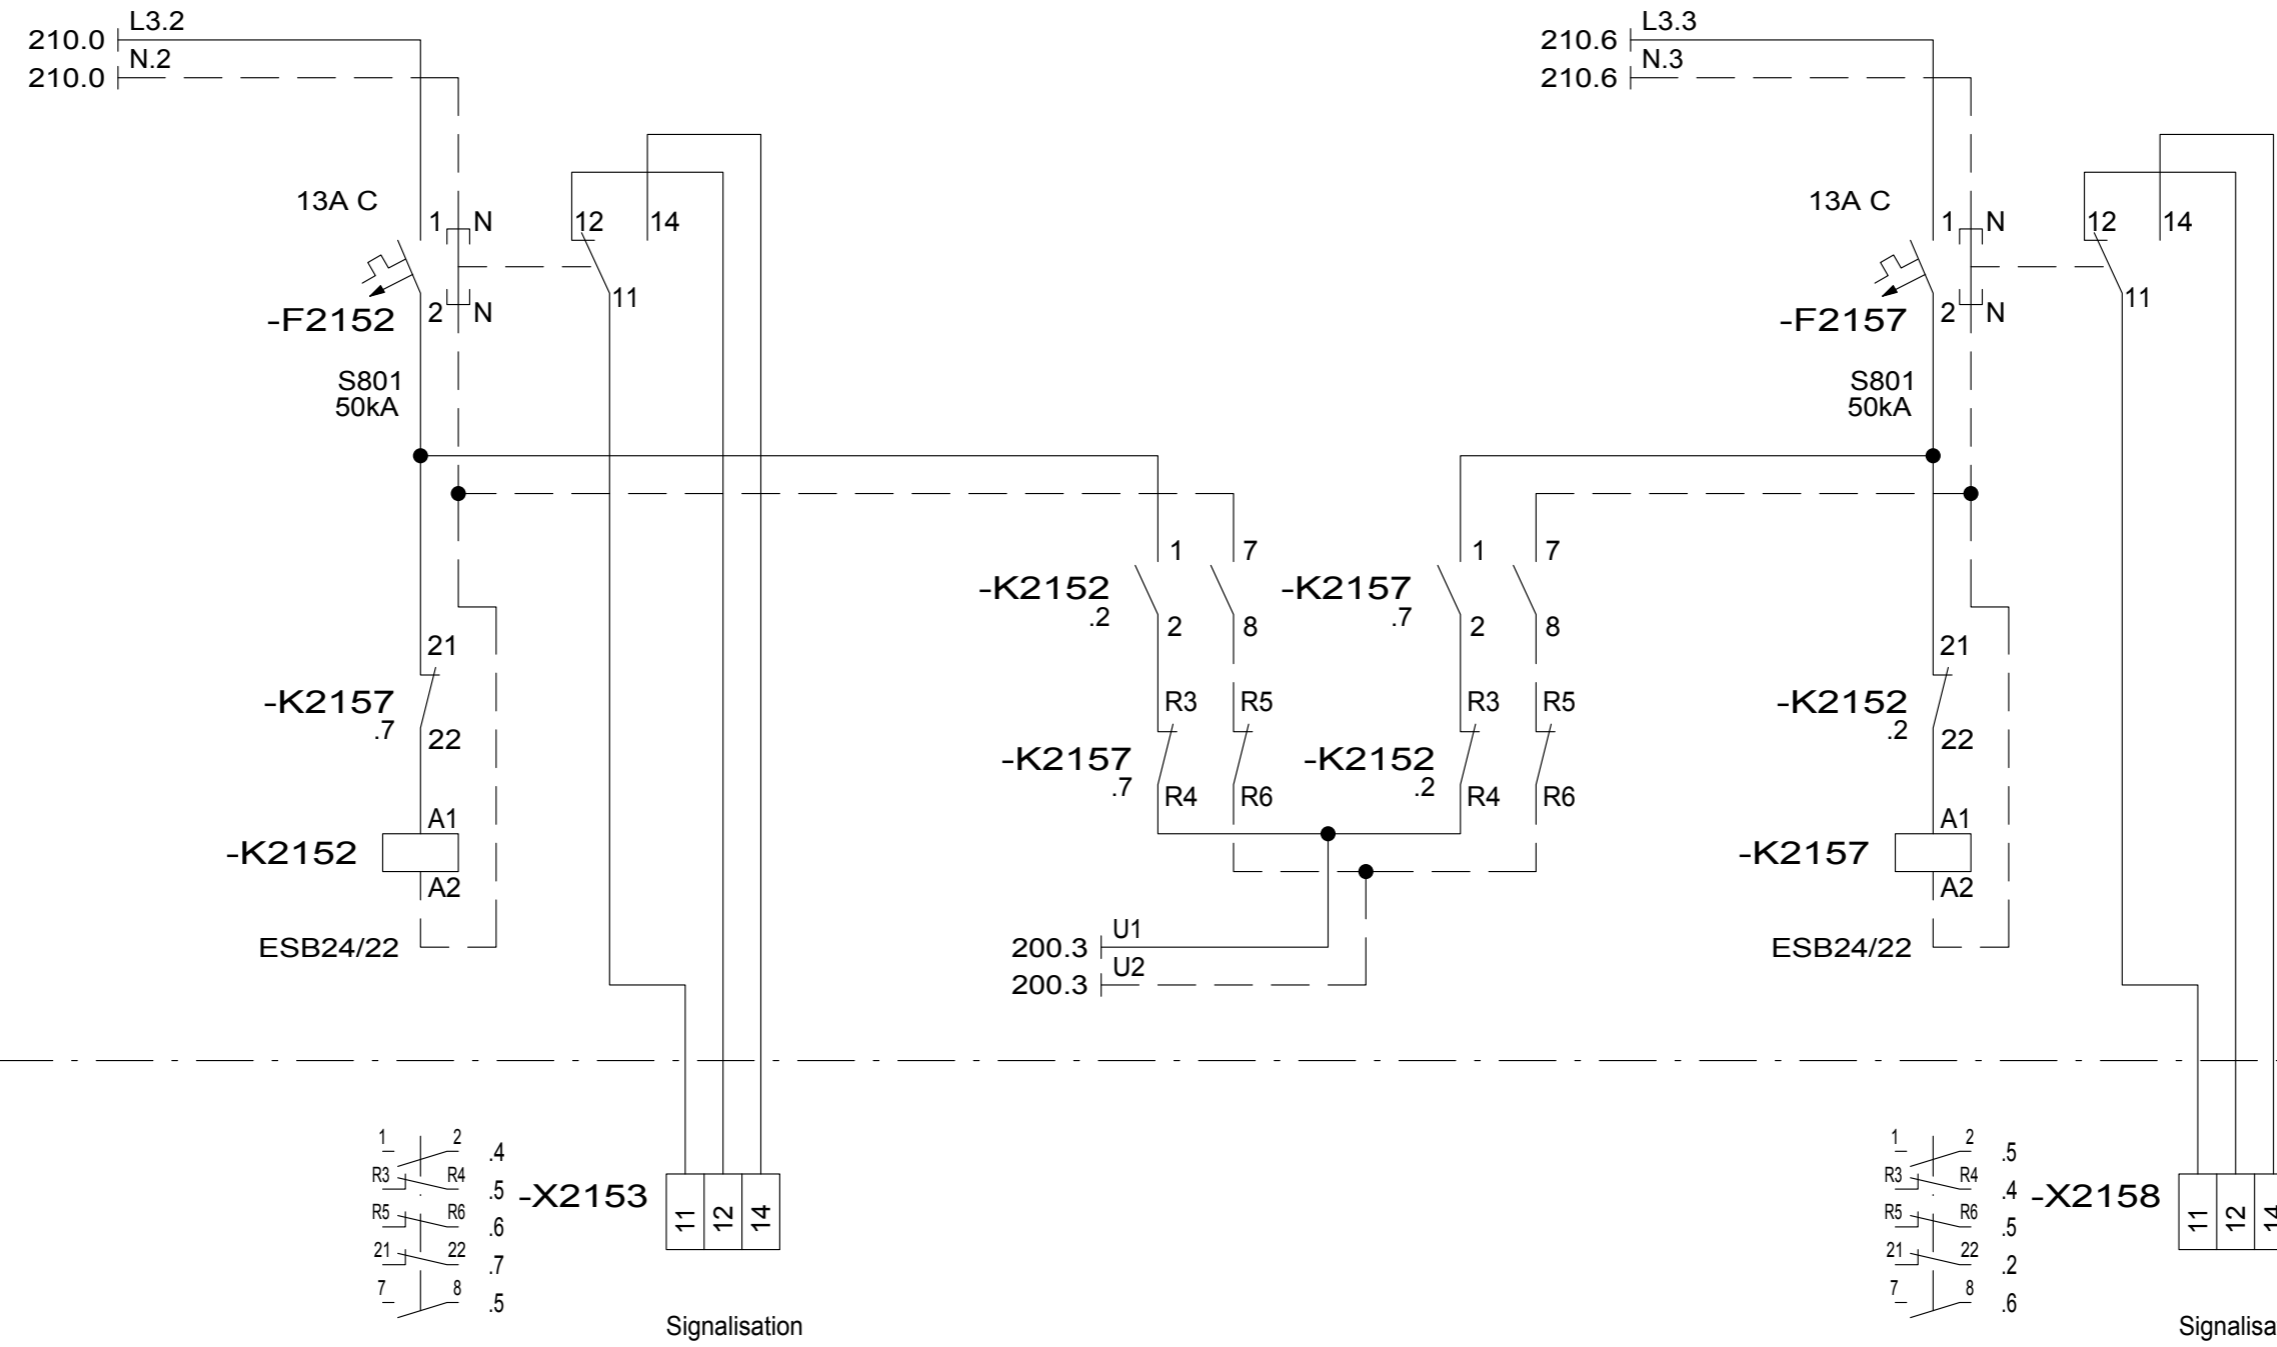 210.0 L3.2
210.0 N.2
210.6 L3.3
210.6 N.3
13A C
1 N
12 14
11
2 N
-F2152
S801
50kA
13A C
1 N
12 14
11
2 N
-F2157
S801
50kA
1 7
-K2152
.2
2 8
1 7
-K2157
.7
2 8
R3 R5
-K2157
.7
R4 R6
R3 R5
-K2152
.2
R4 R6
21
-K2157
.7
22
A1
-K2152
A2
ESB24/22
21
-K2152
.2
22
A1
-K2157
A2
ESB24/22
200.3 U1
200.3 U2
1 2 .4
R3 R4 .5
R5 R6 .6
21 22 .7
7 8 .5
-X2153
11 12 14
Signalisation
1 2 .5
R3 R4 .4
R5 R6 .5
21 22 .2
7 8 .6
-X2158
11 12 14
Signalisa